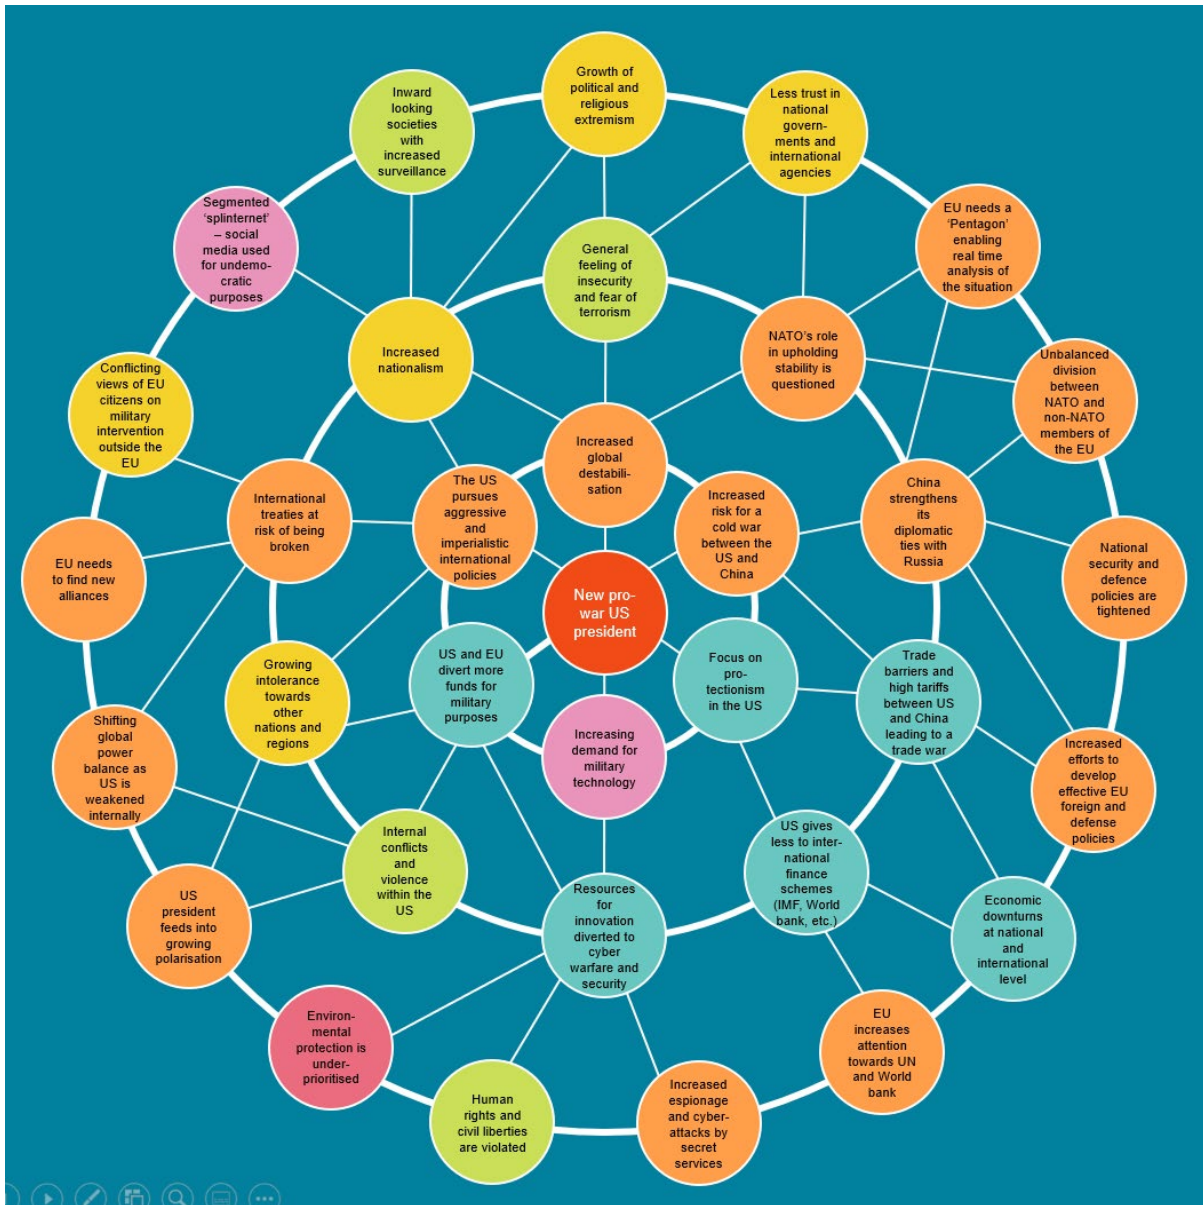 Growth of
political and
religious
extremism
Inward
looking
societies
with
increased
surveillance
Less trust in
national
govern-
ments and
international
agencies
Segmented
‘splinternet’
– social
media used
for undemo-
cratic
purposes
EU needs a
‘Pentagon’
enabling
real time
analysis of
the situation
General
feeling of
insecurity
and fear of
terrorism
Increased
nationalism
NATO’s role
in upholding
stability is
questioned
Conflicting
views of EU
citizens on
military
intervention
outside the
EU
Unbalanced
division
between
NATO and
non-NATO
members of
the EU
Increased
global
destabili-
sation
International
treaties at
risk of being
broken
The US
pursues
aggressive
and
imperialistic
international
policies
Increased
risk for a
cold war
between the
US and
China
China
strengthens
its
diplomatic
ties with
Russia
EU needs
to find new
alliances
National
security and
defence
policies are
tightened
New pro-
war US
president
Growing
intolerance
towards
other
nations and
regions
US and EU
divert more
funds for
military
purposes
Focus on
pro-
tectionism
in the US
Trade
barriers and
high tariffs
between US
and China
leading to a
trade war
Shifting
global
power
balance as
US is
weakened
internally
Increasing
demand for
military
technology
Increased
efforts to
develop
effective EU
foreign and
defense
policies
Internal
conflicts
and
violence
within the
US
US gives
less to inter-
national
finance
schemes
(IMF, World
bank, etc.)
US
president
feeds into
growing
polarisation
Resources
for
innovation
diverted to
cyber
warfare and
security
Economic
downturns
at national
and
international
level
Environ-
mental
protection is
under-
prioritised
EU
increases
attention
towards UN
and World
bank
Human
rights and
civil liberties
are violated
Increased
espionage
and cyber-
attacks by
secret
services